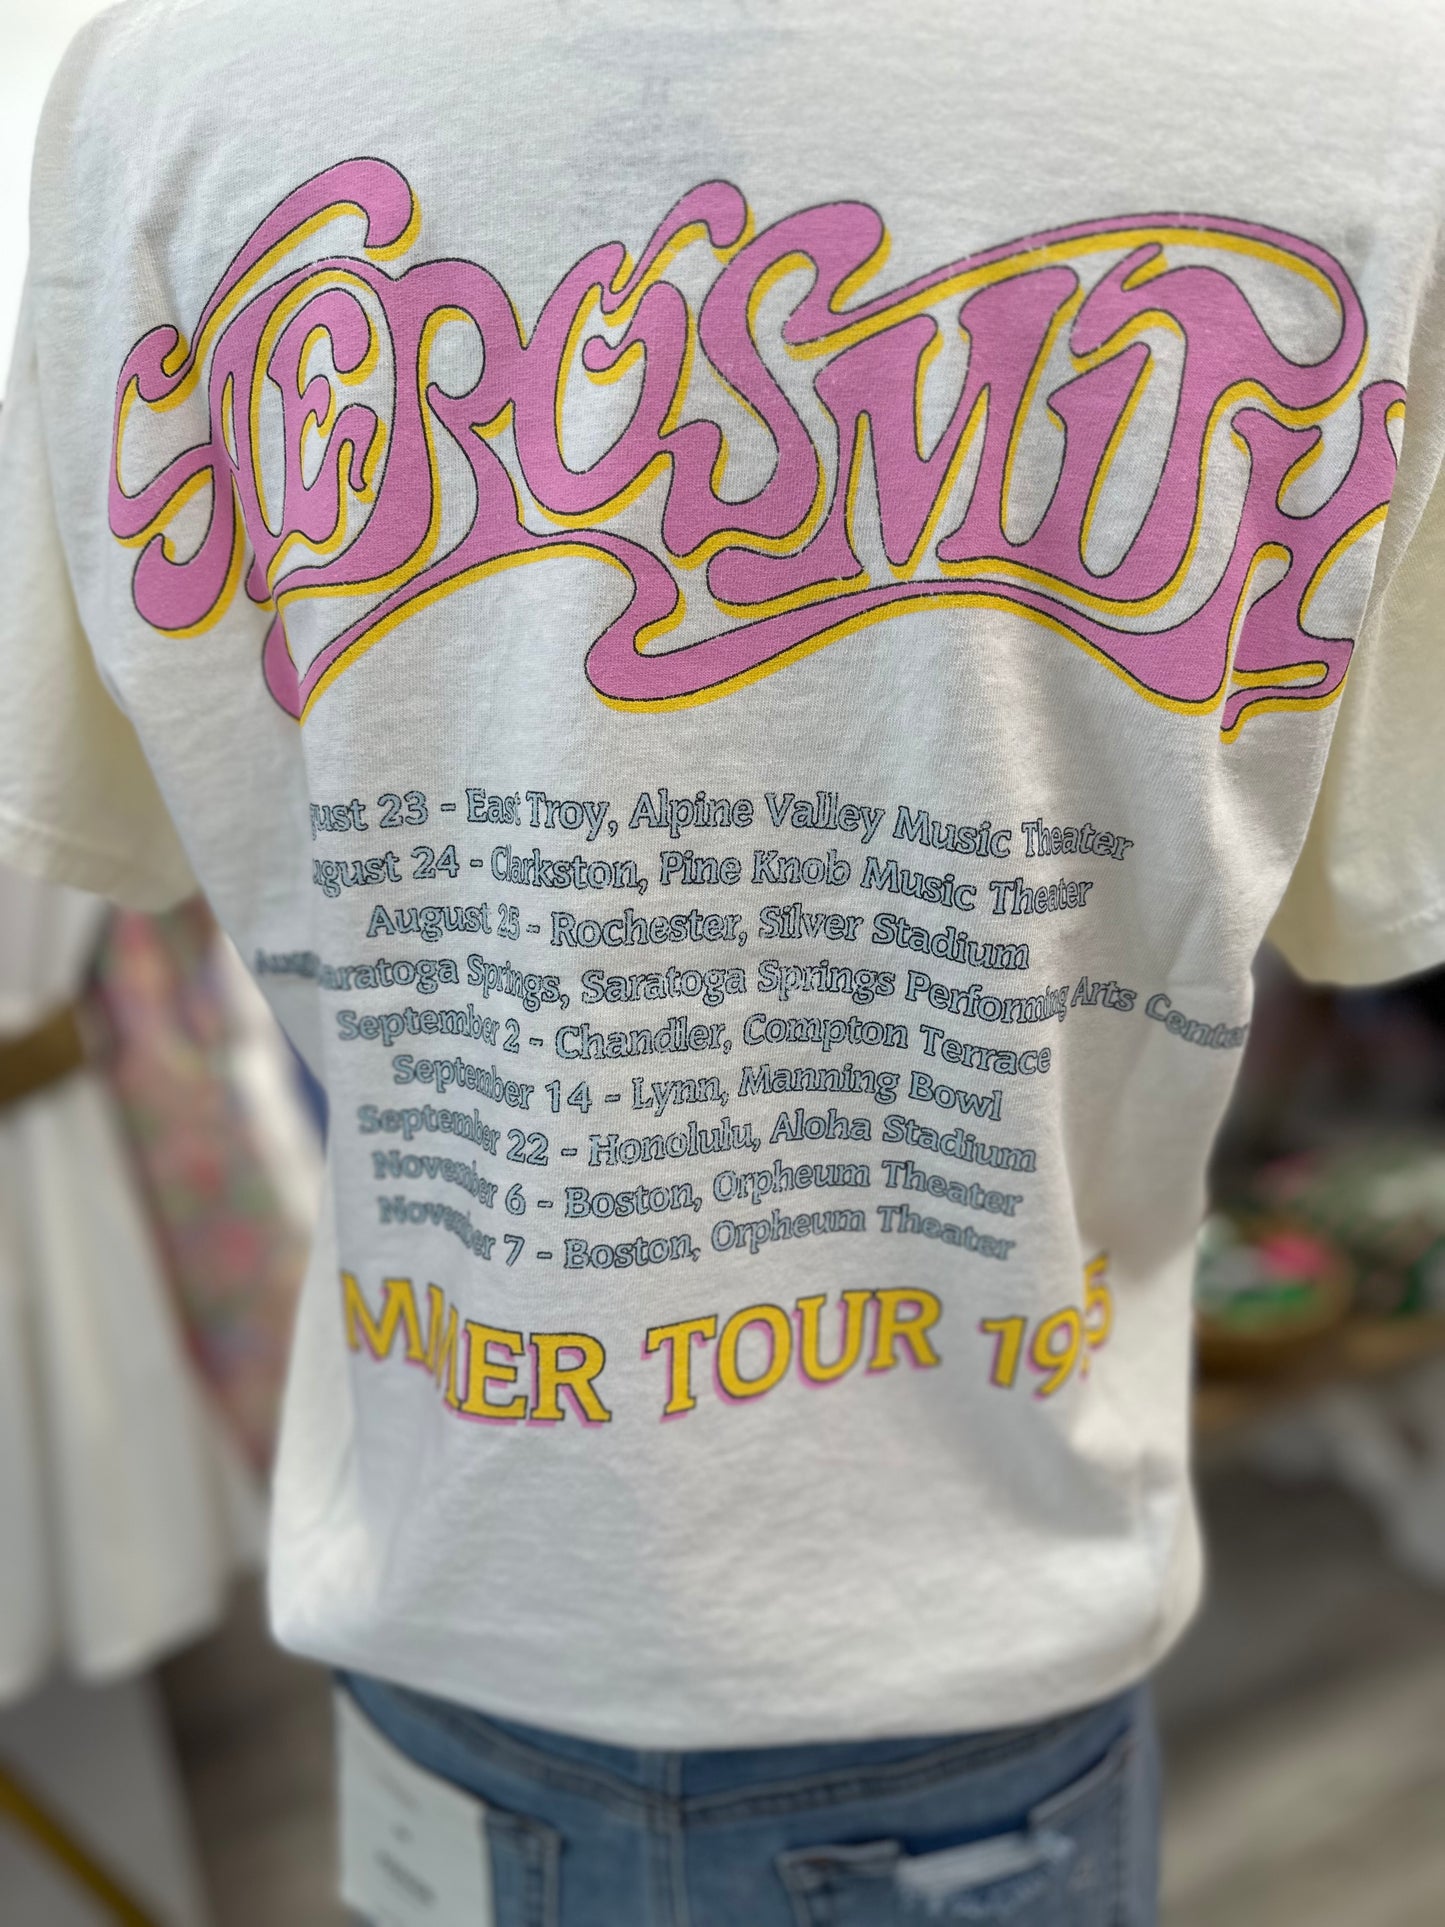 AEROSMITH
ust 23 - East Troy, Alpine Valley Music Theater
ugust 24 - Clarkston, Pine Knob Music Theater
August 25 - Rochester, Silver Stadium
Saratoga Springs, Saratoga Springs Performing Arts Center
September 2 - Chandler, Compton Terrace
September 14 - Lynn, Manning Bowl
September 22 - Honolulu, Aloha Stadium
November 6 - Boston, Orpheum Theater
November 7 - Boston, Orpheum Theater
MMER TOUR